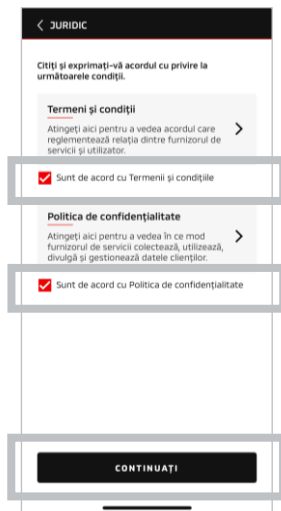 JURIDIC
Citiți și exprimați-vă acordul cu privire la
următoarele condiții.
Termeni și condiții
Atingeți aici pentru a vedea acordul care
reglementează relația dintre furnizorul de
servicii și utilizator.
Sunt de acord cu Termenii și condițiile
Politica de confidențialitate
Atingeți aici pentru a vedea în ce mod
furnizorul de servicii colectează, utilizează,
divulgă și gestionează datele clienților.
Sunt de acord cu Politica de confidențialitate
CONTINUAȚI